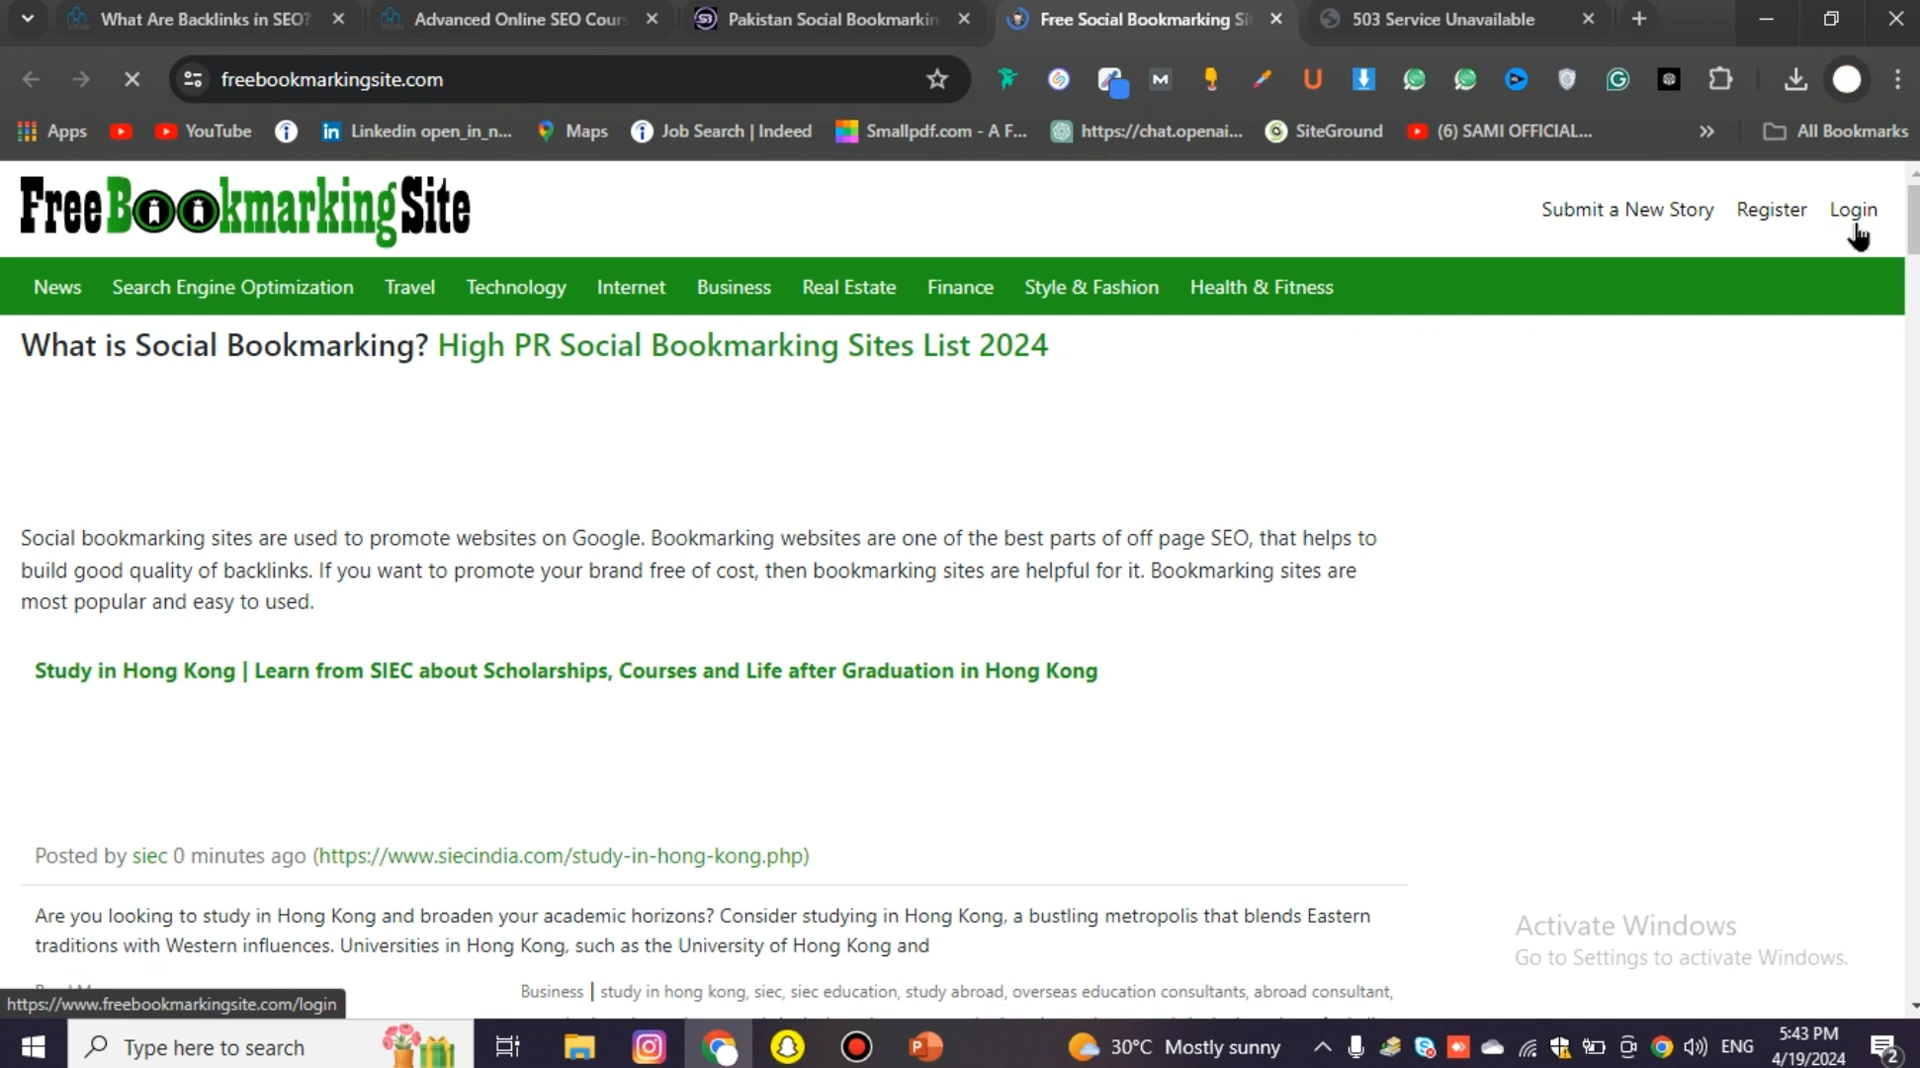 What Are Backlinks in SEO?
Advanced Online SEO Cour
Pakistan Social Bookmarkin
Free Social Bookmarking Si
503 Service Unavailable
freebookmarkingsite.com
Apps
YouTube
Linkedin open_in_n...
Maps
Job Search | Indeed
Smallpdf.com - A F...
https://chat.openai...
SiteGround
(6) SAMI OFFICIAL...
All Bookmarks
FreeBookmarkingSite
Submit a New Story Register Login
News Search Engine Optimization Travel Technology Internet Business Real Estate Finance Style & Fashion Health & Fitness
What is Social Bookmarking? High PR Social Bookmarking Sites List 2024
Social bookmarking sites are used to promote websites on Google. Bookmarking websites are one of the best parts of off page SEO, that helps to
build good quality of backlinks. If you want to promote your brand free of cost, then bookmarking sites are helpful for it. Bookmarking sites are
most popular and easy to used.
Study in Hong Kong | Learn from SIEC about Scholarships, Courses and Life after Graduation in Hong Kong
Posted by siec 0 minutes ago (https://www.siecindia.com/study-in-hong-kong.php)
Are you looking to study in Hong Kong and broaden your academic horizons? Consider studying in Hong Kong, a bustling metropolis that blends Eastern
traditions with Western influences. Universities in Hong Kong, such as the University of Hong Kong and
Activate Windows
Go to Settings to activate Windows.
Business | study in hong kong, siec, siec education, study abroad, overseas education consultants, abroad consultant,
https://www.freebookmarkingsite.com/login
Type here to search
30°C Mostly sunny
ENG
5:43 PM
4/19/2024
2